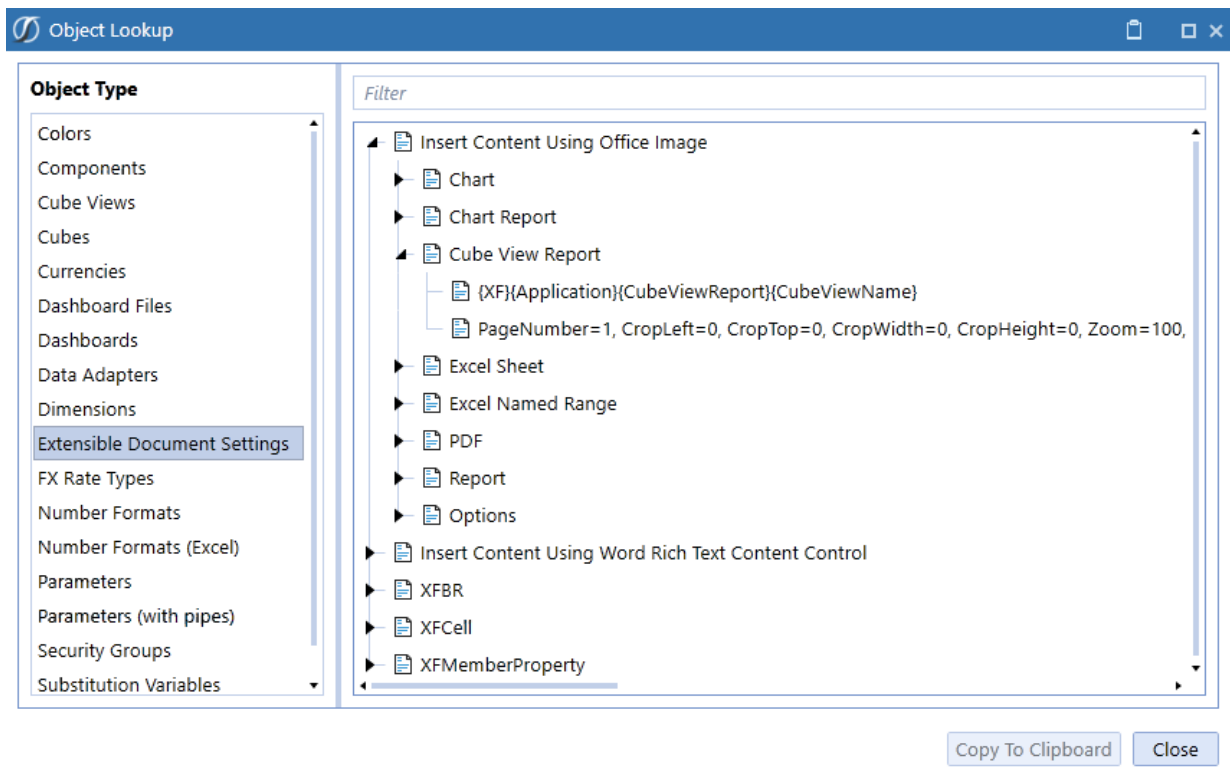 Object Lookup
Object Type
Colors
Components
Cube Views
Cubes
Currencies
Dashboard Files
Dashboards
Data Adapters
Dimensions
Extensible Document Settings
FX Rate Types
Number Formats
Number Formats (Excel)
Parameters
Parameters (with pipes)
Security Groups
Substitution Variables
Filter
Insert Content Using Office Image
Chart
Chart Report
Cube View Report
{XF}{Application}{CubeViewReport}{CubeViewName}
PageNumber=1, CropLeft=0, CropTop=0, CropWidth=0, CropHeight=0, Zoom=100,
Excel Sheet
Excel Named Range
PDF
Report
Options
Insert Content Using Word Rich Text Content Control
XFBR
XFCell
XFMemberProperty
Copy To Clipboard
Close